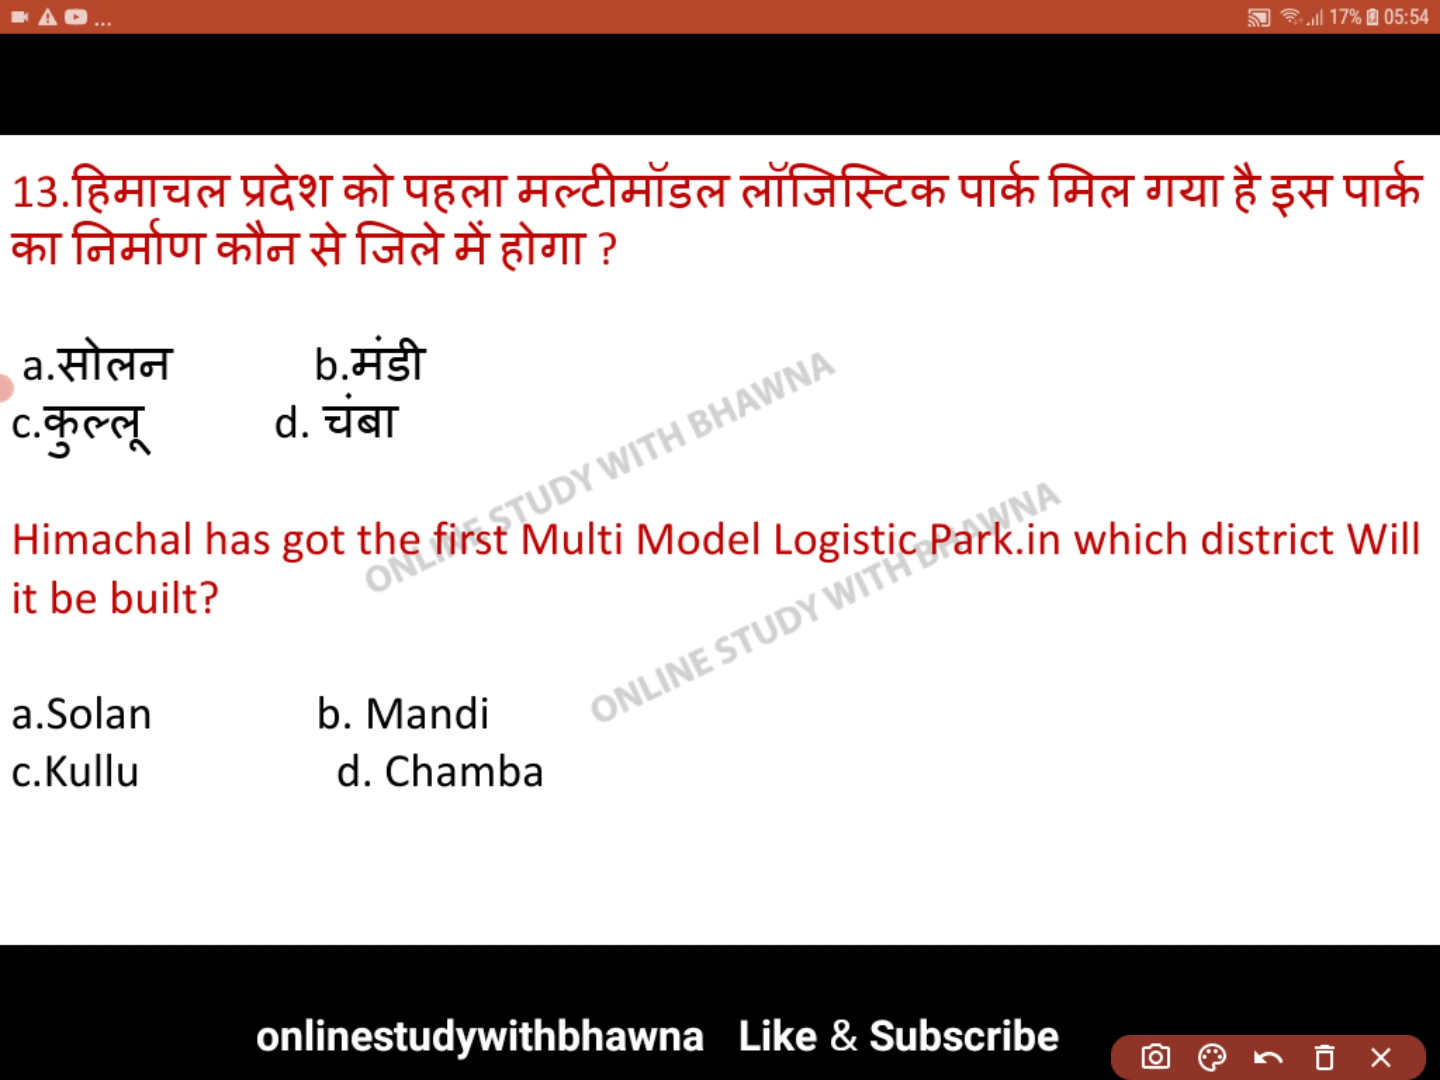 ... 17% 05:54
13.हिमाचल प्रदेश को पहला मल्टीमॉडल लॉजिस्टिक पार्क मिल गया है इस पार्क
का निर्माण कौन से जिले में होगा ?
a.सोलन b.मंडी
c.कुल्लू d. चंबा
ONLINE STUDY WITH BHAWNA
Himachal has got the first Multi Model Logistic Park.in which district Will
it be built?
ONLINE STUDY WITH BHAWNA
a.Solan b. Mandi
c.Kullu d. Chamba
onlinestudywithbhawna Like & Subscribe